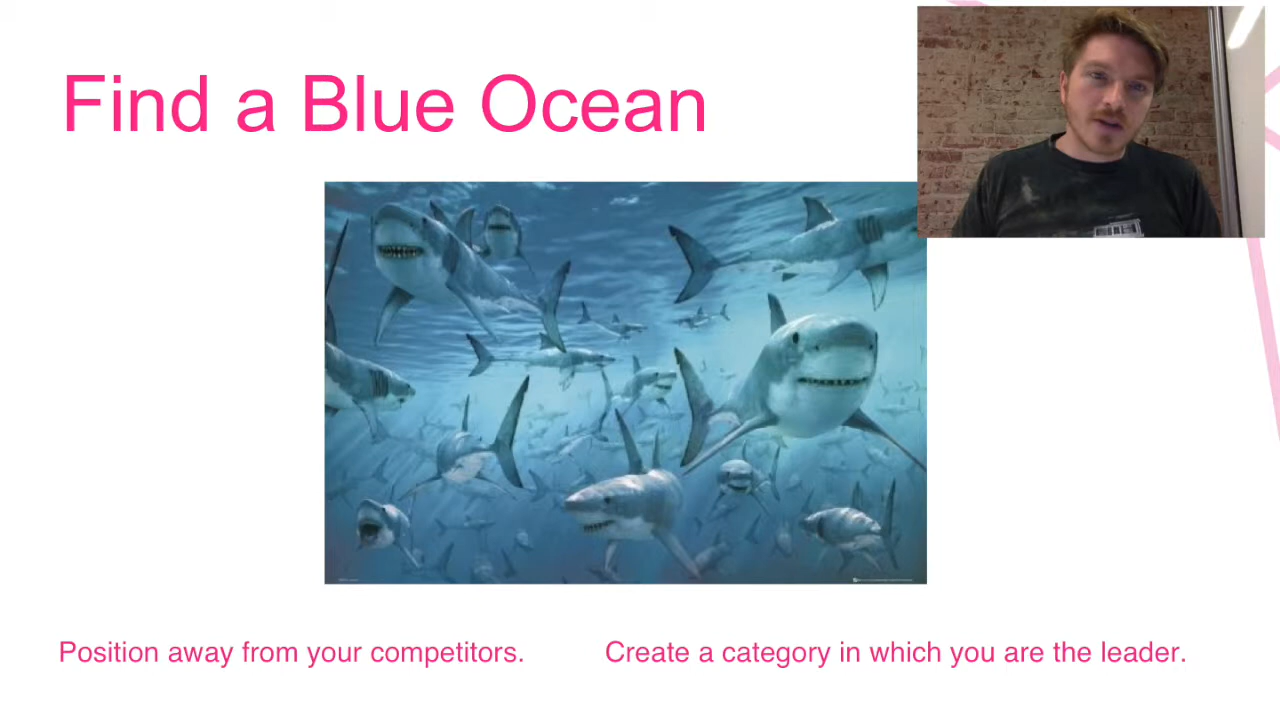 Find a Blue Ocean
Position away from your competitors.
Create a category in which you are the leader.